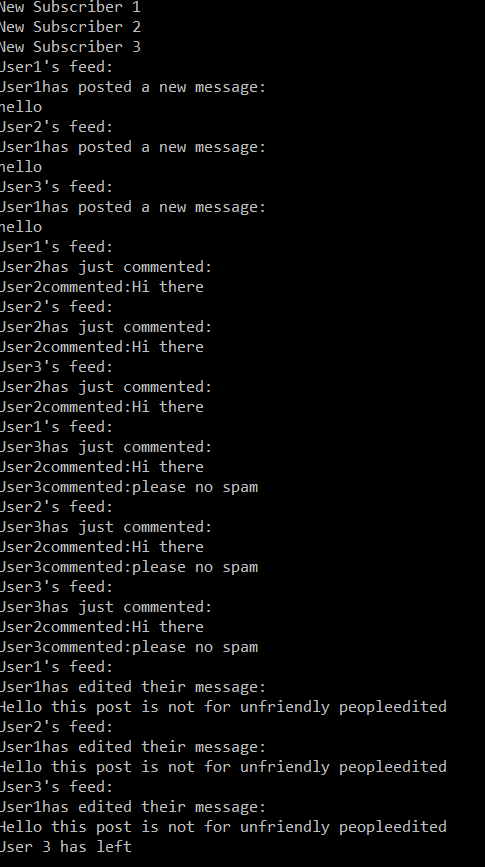 New Subscriber 1
New Subscriber 2
New Subscriber 3
User1's feed:
User1has posted a new message:
hello
User2's feed:
User1has posted a new message:
hello
User3's feed:
User1has posted a new message:
hello
User1's feed:
User2has just commented:
User2commented:Hi there
User2's feed:
User2has just commented:
User2commented:Hi there
User3's feed:
User2has just commented:
User2commented:Hi there
User1's feed:
User3has just commented:
User2commented:Hi there
User3commented:please no spam
User2's feed:
User3has just commented:
User2commented:Hi there
User3commented:please no spam
User3's feed:
User3has just commented:
User2commented:Hi there
User3commented:please no spam
User1's feed:
User1has edited their message:
Hello this post is not for unfriendly peopleedited
User2's feed:
User1has edited their message:
Hello this post is not for unfriendly peopleedited
User3's feed:
User1has edited their message:
Hello this post is not for unfriendly peopleedited
User 3 has left